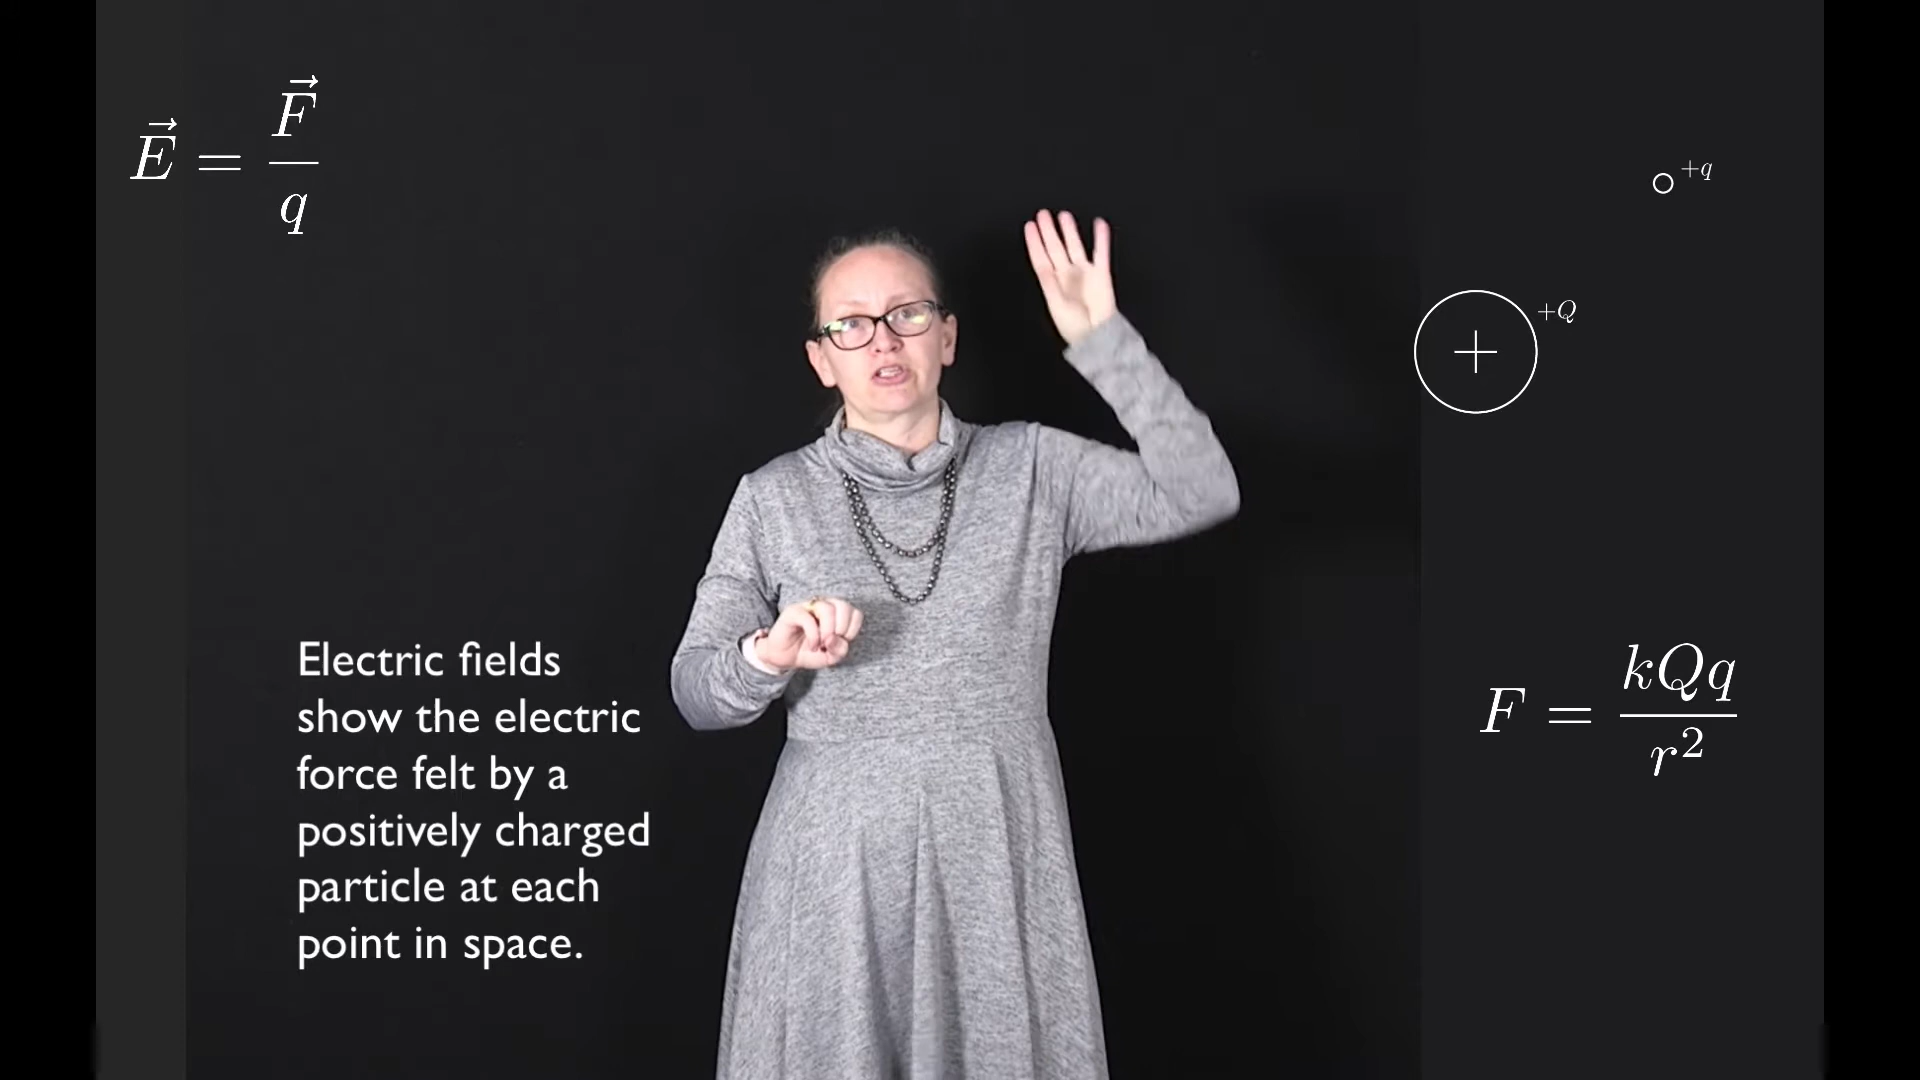 E⃗ = F⃗ / q
+q
+Q
+
Electric fields
show the electric
force felt by a
positively charged
particle at each
point in space.
F = kQq / r²